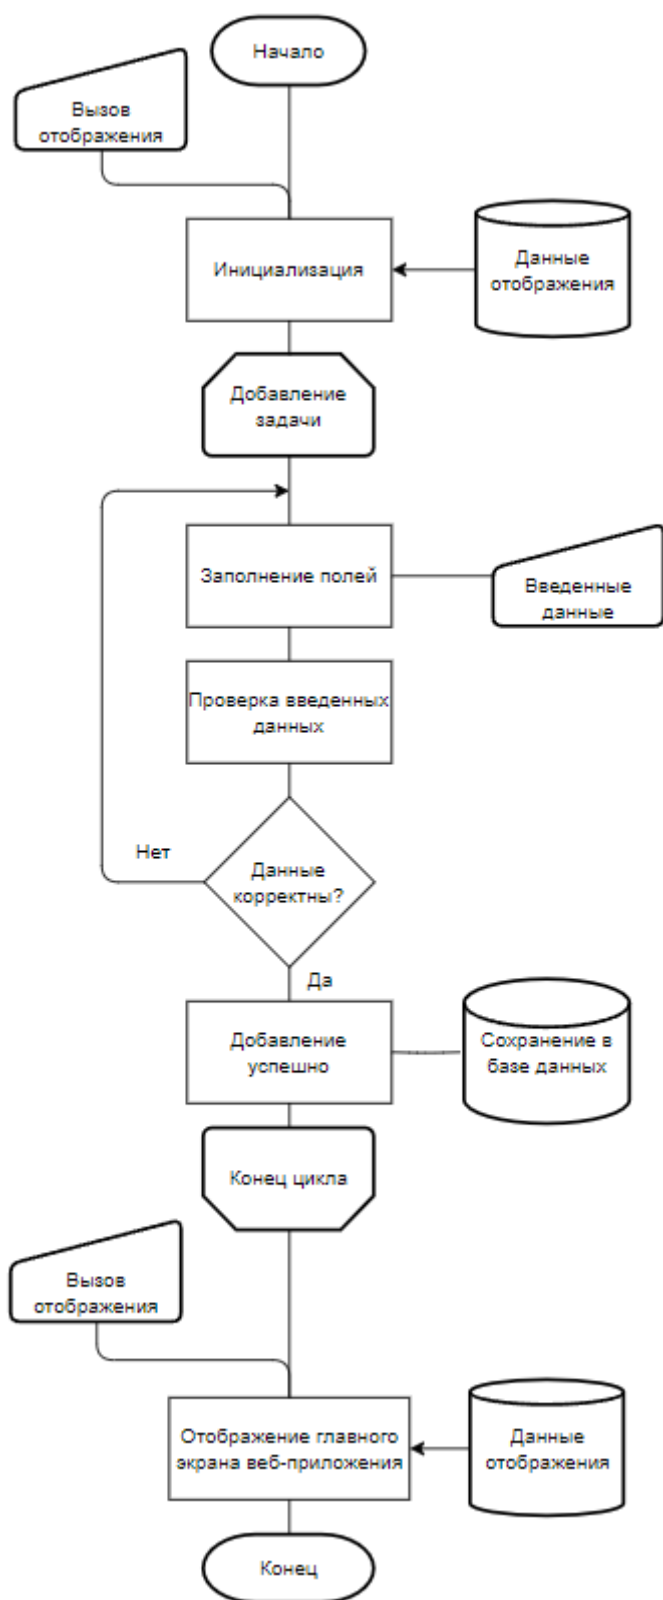 Начало
Вызов
отображения
Инициализация
Данные
отображения
Добавление
задачи
Заполнение полей
Введенные
данные
Проверка введенных
данных
Нет
Данные
корректны?
Да
Добавление
успешно
Сохранение в
базе данных
Конец цикла
Вызов
отображения
Отображение главного
экрана веб-приложения
Данные
отображения
Конец